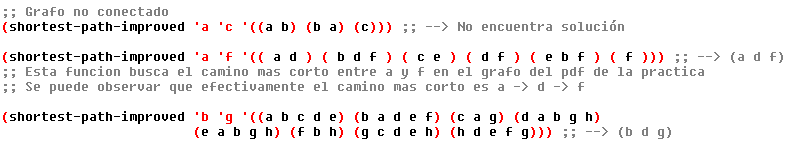 ;; Grafo no conectado
(shortest-path-improved 'a 'c '((a b) (b a) (c))) ;; --> No encuentra solución
(shortest-path-improved 'a 'f '(( a d ) ( b d f ) ( c e ) ( d f ) ( e b f ) ( f ))) ;; --> (a d f)
;; Esta funcion busca el camino mas corto entre a y f en el grafo del pdf de la practica
;; Se puede observar que efectivamente el camino mas corto es a -> d -> f
(shortest-path-improved 'b 'g '((a b c d e) (b a d e f) (c a g) (d a b g h)
(e a b g h) (f b h) (g c d e h) (h d e f g))) ;; --> (b d g)